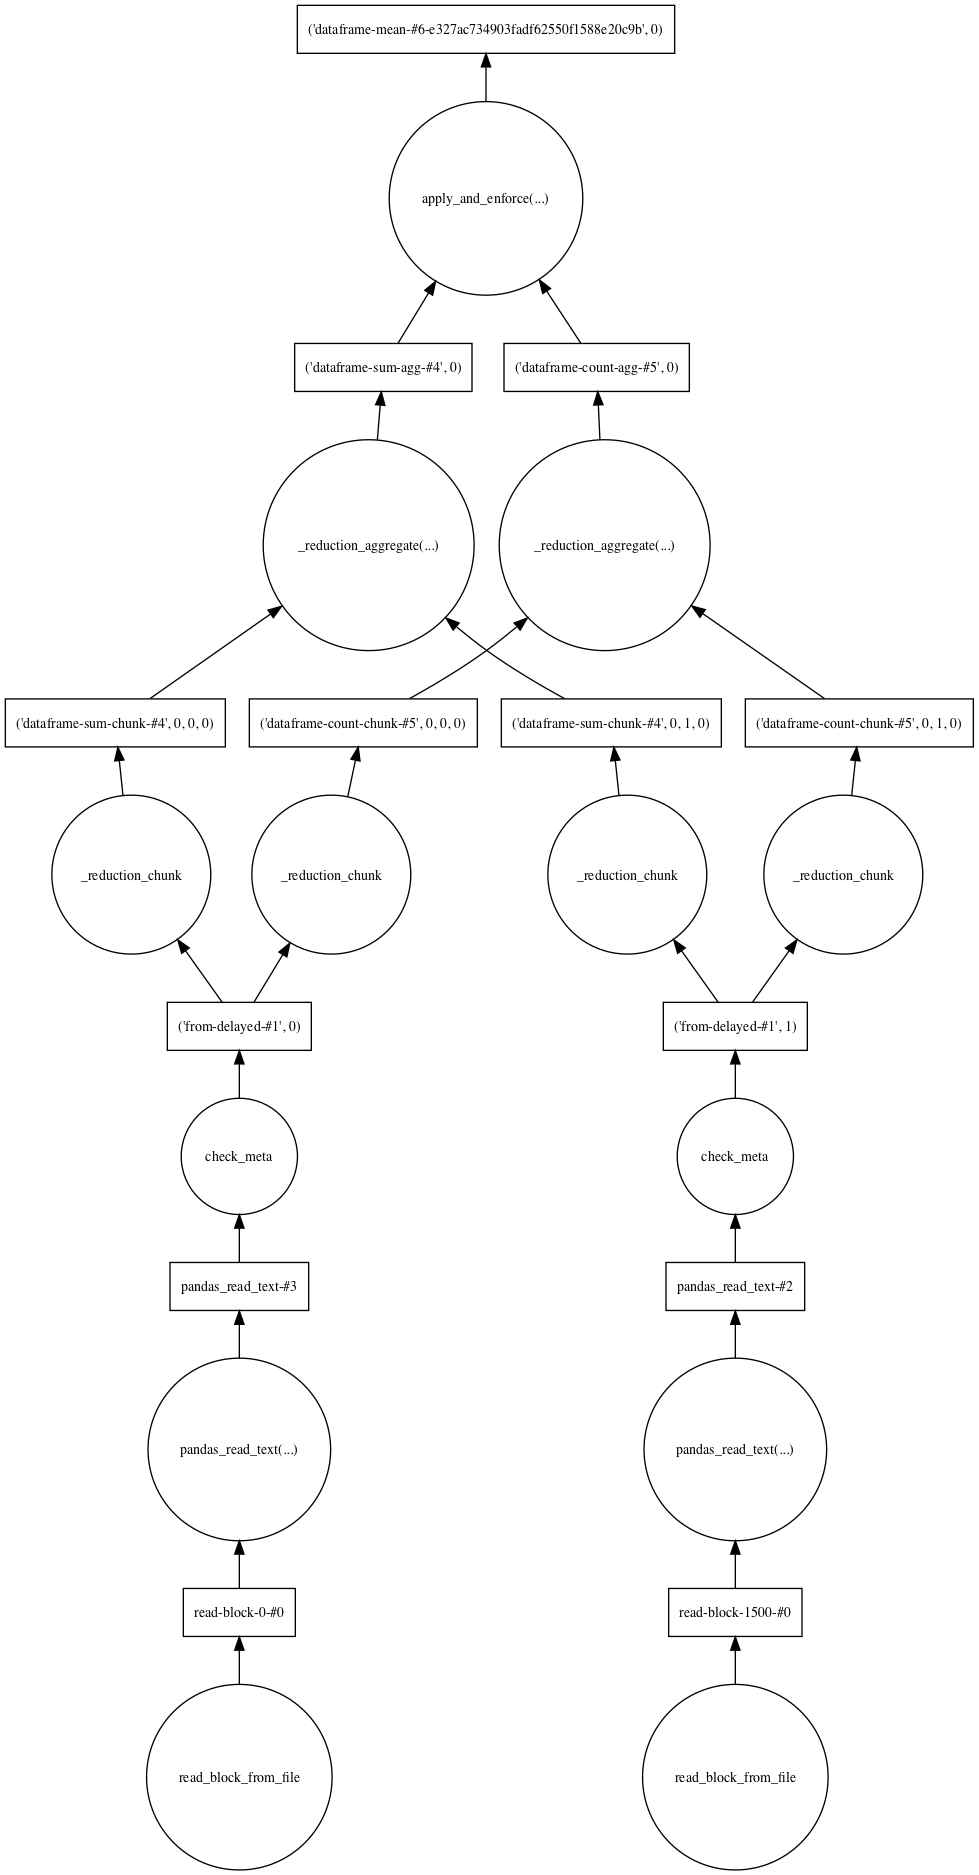 ('dataframe-mean-#6-e327ac734903fadf62550f1588e20c9b', 0)
apply_and_enforce(...)
('dataframe-sum-agg-#4', 0)
('dataframe-count-agg-#5', 0)
_reduction_aggregate(...)
_reduction_aggregate(...)
('dataframe-sum-chunk-#4', 0, 0, 0)
('dataframe-count-chunk-#5', 0, 0, 0)
('dataframe-sum-chunk-#4', 0, 1, 0)
('dataframe-count-chunk-#5', 0, 1, 0)
_reduction_chunk
_reduction_chunk
_reduction_chunk
_reduction_chunk
('from-delayed-#1', 0)
('from-delayed-#1', 1)
check_meta
check_meta
pandas_read_text-#3
pandas_read_text-#2
pandas_read_text(...)
pandas_read_text(...)
read-block-0-#0
read-block-1500-#0
read_block_from_file
read_block_from_file